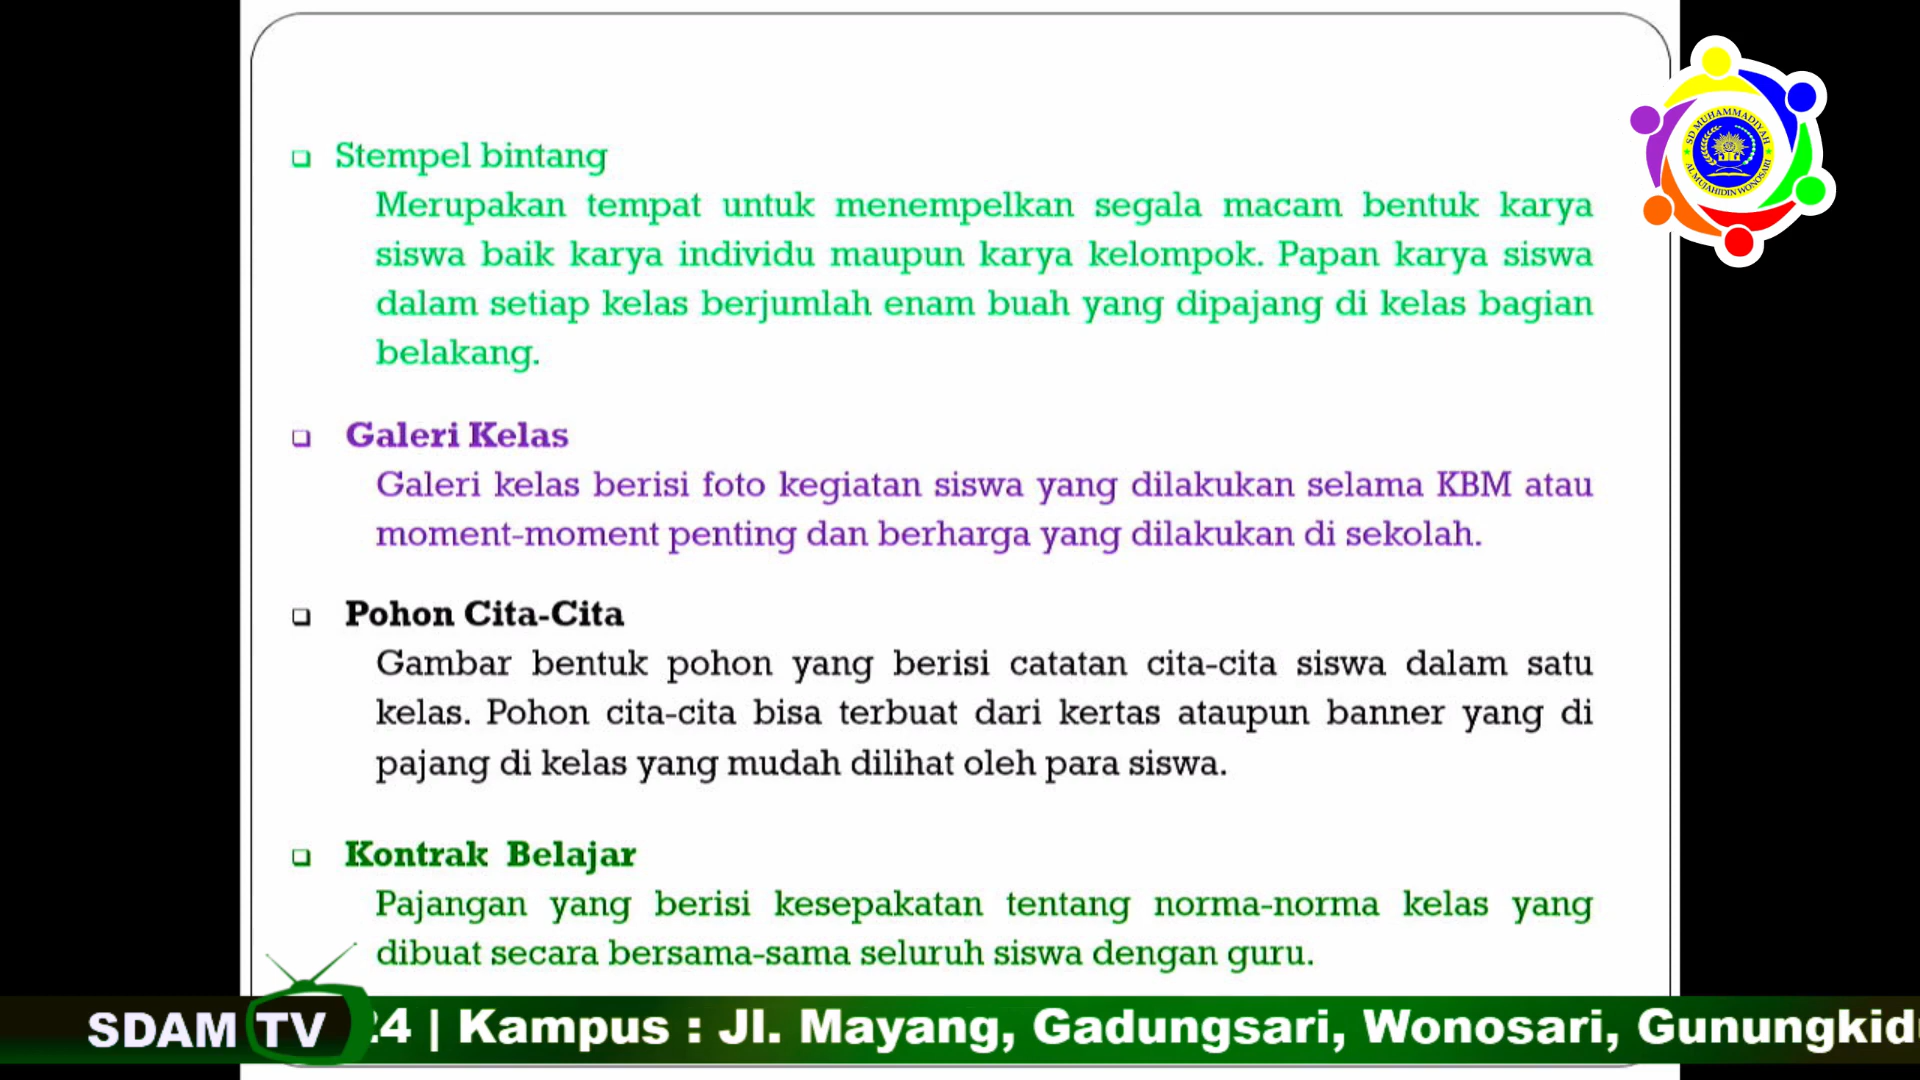 Stempel bintang
Merupakan tempat untuk menempelkan segala macam bentuk karya
siswa baik karya individu maupun karya kelompok. Papan karya siswa
dalam setiap kelas berjumlah enam buah yang dipajang di kelas bagian
belakang.
Galeri Kelas
Galeri kelas berisi foto kegiatan siswa yang dilakukan selama KBM atau
moment-moment penting dan berharga yang dilakukan di sekolah.
Pohon Cita-Cita
Gambar bentuk pohon yang berisi catatan cita-cita siswa dalam satu
kelas. Pohon cita-cita bisa terbuat dari kertas ataupun banner yang di
pajang di kelas yang mudah dilihat oleh para siswa.
Kontrak Belajar
Pajangan yang berisi kesepakatan tentang norma-norma kelas yang
dibuat secara bersama-sama seluruh siswa dengan guru.
SD MUHAMMADIYAH
AL MUJAHIDIN WONOSARI
SDAM TV 24 | Kampus : Jl. Mayang, Gadungsari, Wonosari,